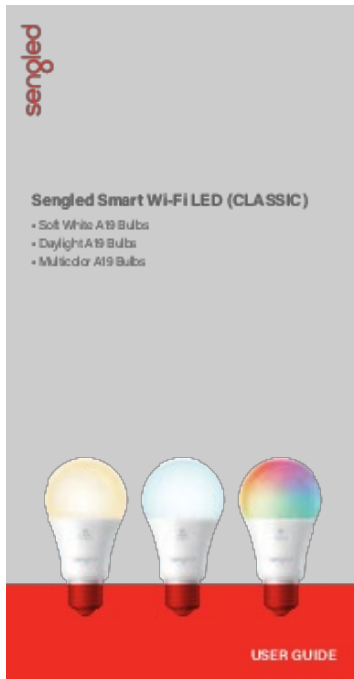 sengled
Sengled Smart Wi-Fi LED (CLASSIC)
• Soft White A19 Bulbs
• Daylight A19 Bulbs
• Multicolor A19 Bulbs
USER GUIDE